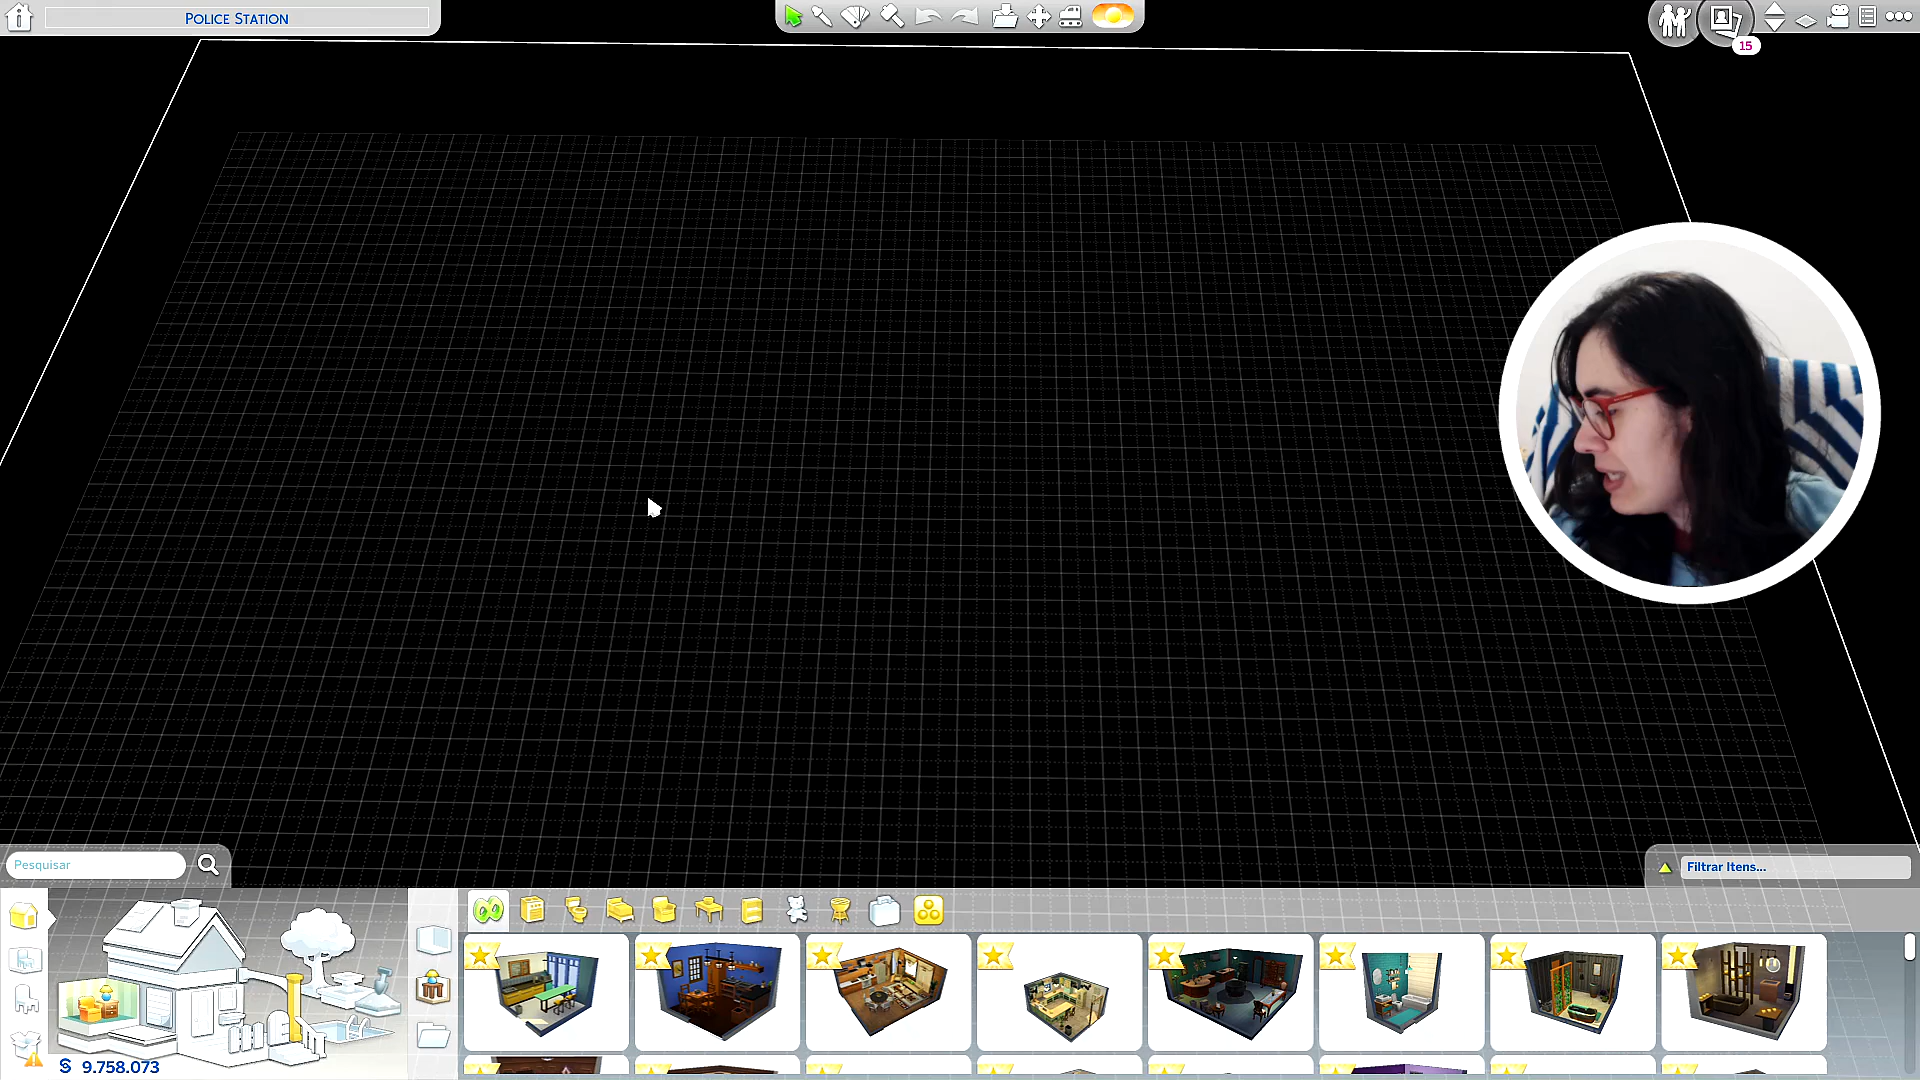 POLICE STATION
15
Pesquisar
Filtrar Itens...
9.758.073